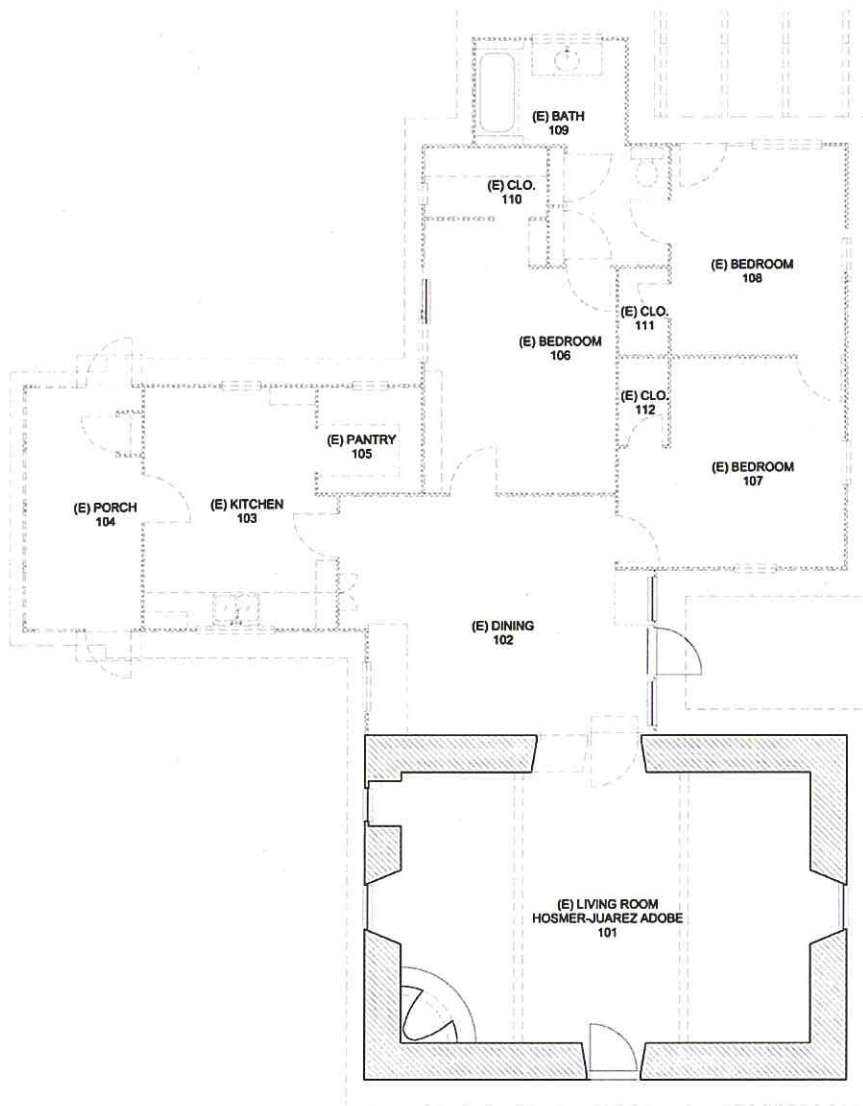 (E) BATH
109
(E) CLO.
110
(E) BEDROOM
108
(E) CLO.
111
(E) BEDROOM
106
(E) CLO.
112
(E) PANTRY
105
(E) BEDROOM
107
(E) PORCH
104
(E) KITCHEN
103
(E) DINING
102
(E) LIVING ROOM
HOSMER-JUAREZ ADOBE
101